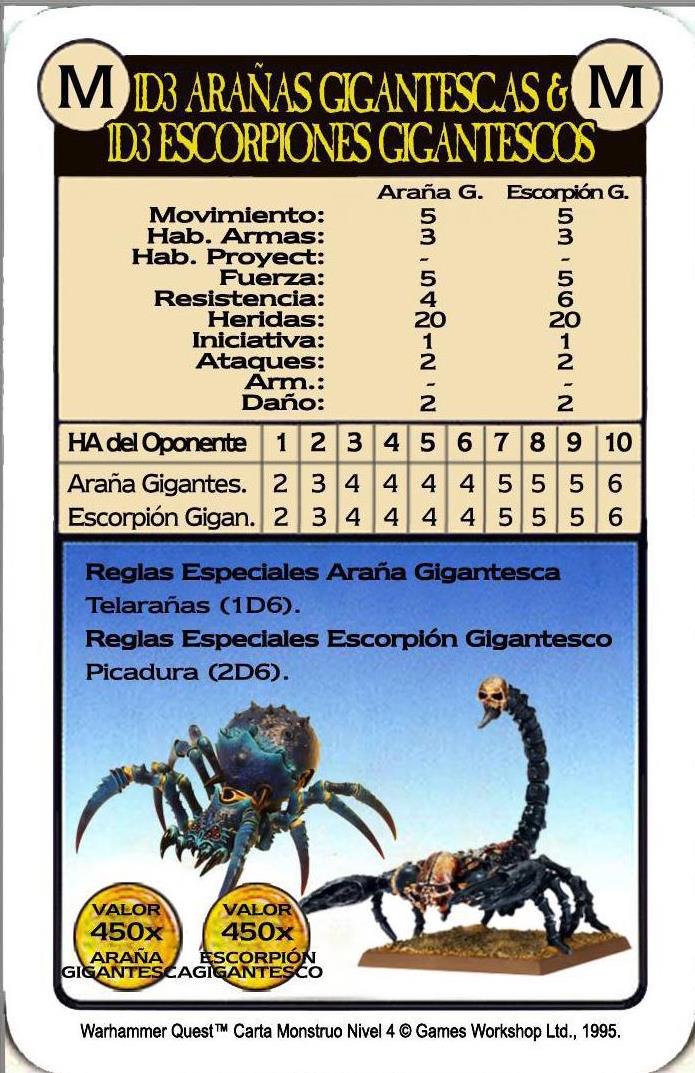 M 1D3 ARAÑAS GIGANTESCAS & M
1D3 ESCORPIONES GIGANTESCOS
Araña G. Escorpión G.
Movimiento: 5 5
Hab. Armas: 3 3
Hab. Proyect: - -
Fuerza: 5 5
Resistencia: 4 6
Heridas: 20 20
Iniciativa: 1 1
Ataques: 2 2
Arm.: - -
Daño: 2 2
HA del Oponente 1 2 3 4 5 6 7 8 9 10
Araña Gigantes. 2 3 4 4 4 4 5 5 5 6
Escorpión Gigan. 2 3 4 4 4 4 5 5 5 6
Reglas Especiales Araña Gigantesca
Telarañas (1D6).
Reglas Especiales Escorpión Gigantesco
Picadura (2D6).
VALOR
450x
ARAÑA
GIGANTESCA
VALOR
450x
ESCORPIÓN
GIGANTESCO
Warhammer Quest™ Carta Monstruo Nivel 4 © Games Workshop Ltd., 1995.